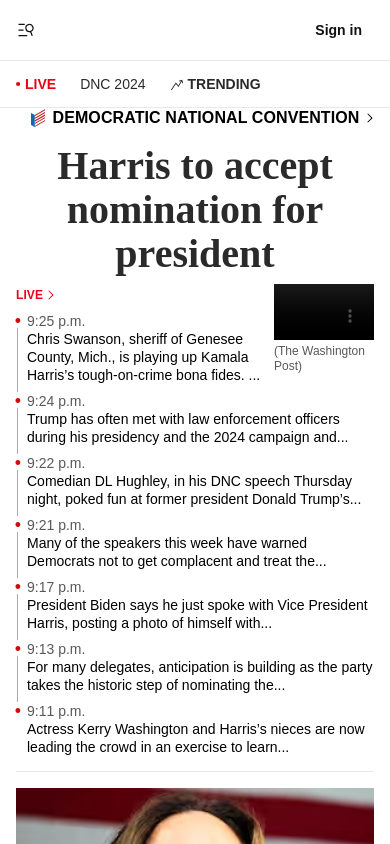 Sign in
LIVE
DNC 2024
TRENDING
DEMOCRATIC NATIONAL CONVENTION
Harris to accept
nomination for
president
LIVE
(The Washington
Post)
9:25 p.m.
Chris Swanson, sheriff of Genesee
County, Mich., is playing up Kamala
Harris’s tough-on-crime bona fides. ...
9:24 p.m.
Trump has often met with law enforcement officers
during his presidency and the 2024 campaign and...
9:22 p.m.
Comedian DL Hughley, in his DNC speech Thursday
night, poked fun at former president Donald Trump’s...
9:21 p.m.
Many of the speakers this week have warned
Democrats not to get complacent and treat the...
9:17 p.m.
President Biden says he just spoke with Vice President
Harris, posting a photo of himself with...
9:13 p.m.
For many delegates, anticipation is building as the party
takes the historic step of nominating the...
9:11 p.m.
Actress Kerry Washington and Harris’s nieces are now
leading the crowd in an exercise to learn...